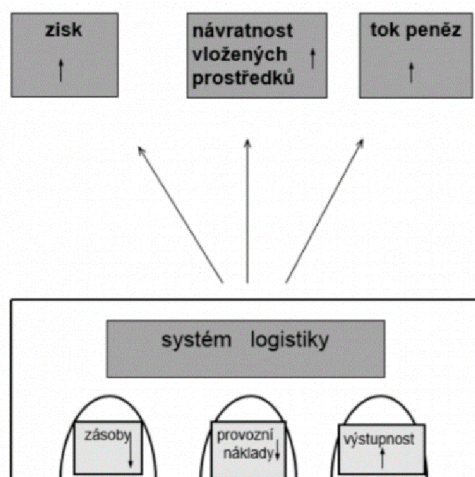 zisk
návratnost
vložených
prostředků
tok peněz
systém logistiky
zásoby
provozní
náklady
výstupnost